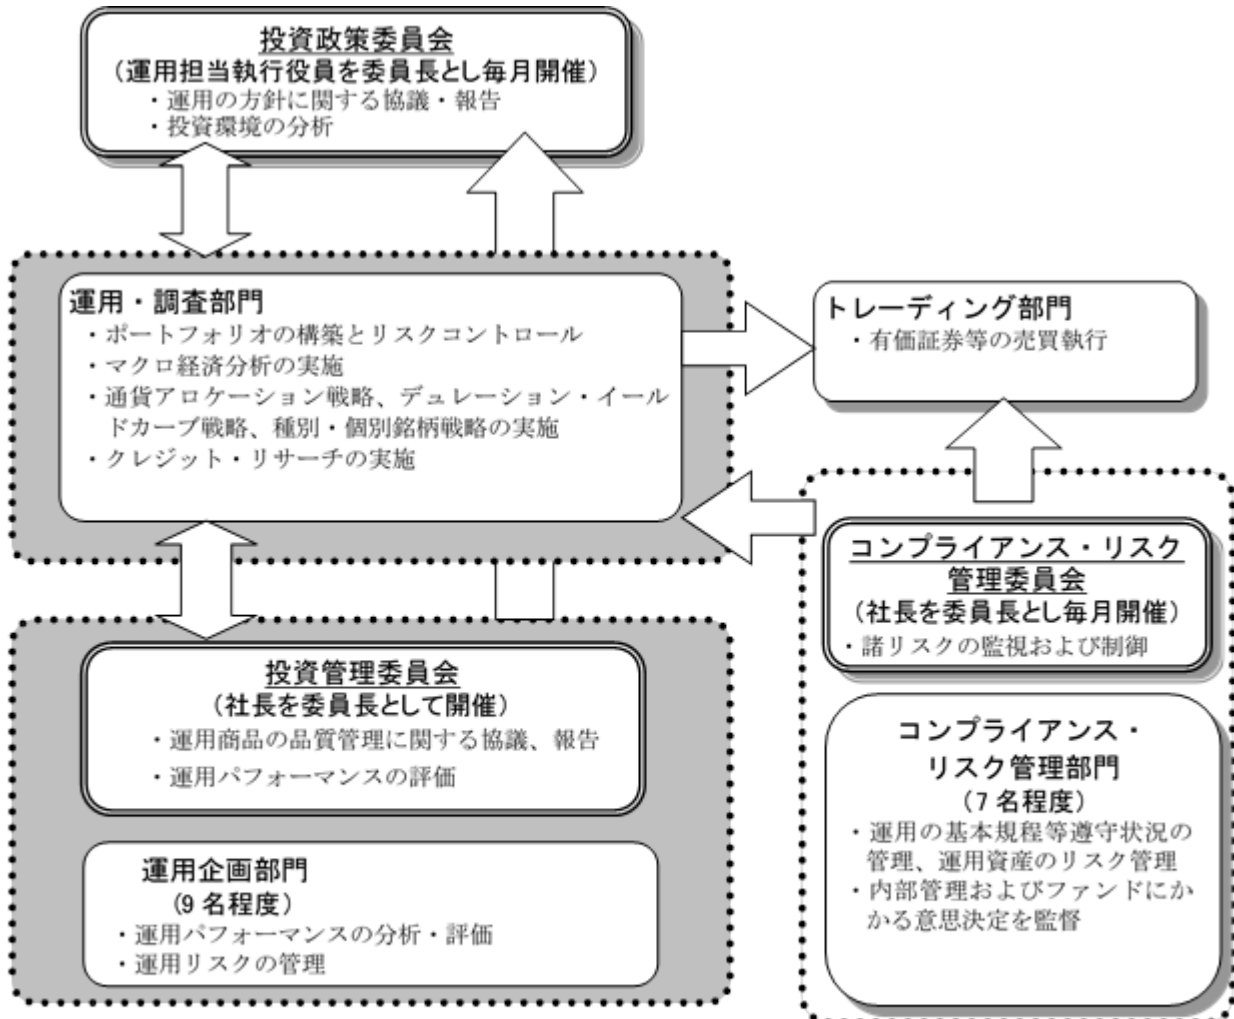 投資政策委員会
（運用担当執行役員を委員長とし毎月開催）
・運用の方針に関する協議・報告
・投資環境の分析
運用・調査部門
・ポートフォリオの構築とリスクコントロール
・マクロ経済分析の実施
・通貨アロケーション戦略、デュレーション・イール
ドカーブ戦略、種別・個別銘柄戦略の実施
・クレジット・リサーチの実施
トレーディング部門
・有価証券等の売買執行
投資管理委員会
（社長を委員長として開催）
・運用商品の品質管理に関する協議、報告
・運用パフォーマンスの評価
運用企画部門
（9 名程度）
・運用パフォーマンスの分析・評価
・運用リスクの管理
コンプライアンス・リスク
管理委員会
（社長を委員長とし毎月開催）
・諸リスクの監視および制御
コンプライアンス・
リスク管理部門
（7 名程度）
・運用の基本規程等遵守状況の
管理、運用資産のリスク管理
・内部管理およびファンドにか
かる意思決定を監督